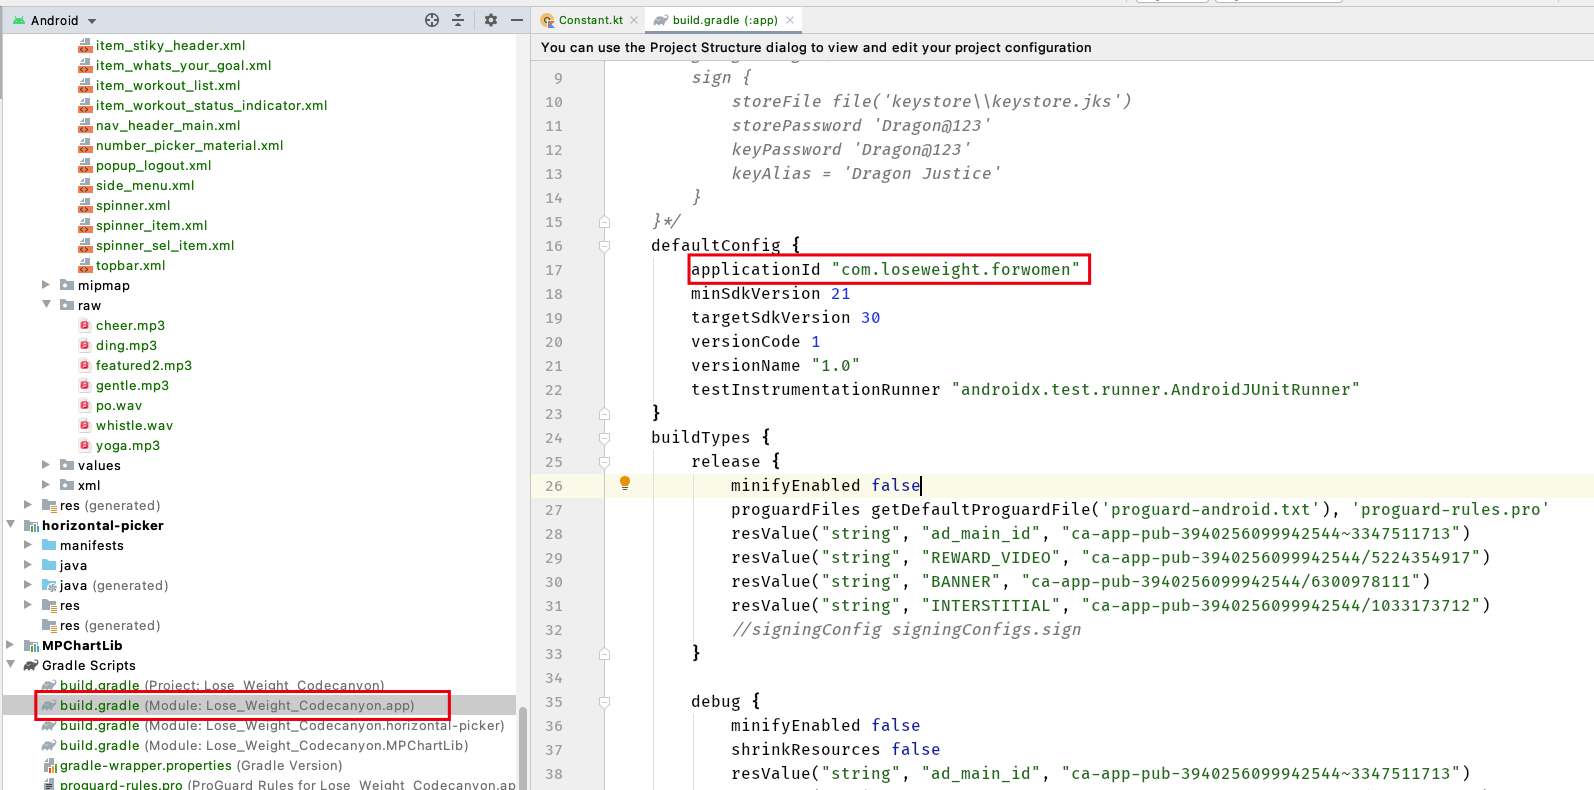 Android
item_stiky_header.xml
item_whats_your_goal.xml
item_workout_list.xml
item_workout_status_indicator.xml
nav_header_main.xml
number_picker_material.xml
popup_logout.xml
side_menu.xml
spinner.xml
spinner_item.xml
spinner_sel_item.xml
topbar.xml
mipmap
raw
cheer.mp3
ding.mp3
featured2.mp3
gentle.mp3
po.wav
whistle.wav
yoga.mp3
values
xml
res (generated)
horizontal-picker
manifests
java
java (generated)
res
res (generated)
MPChartLib
Gradle Scripts
build.gradle (Project: Lose_Weight_Codecanyon)
build.gradle (Module: Lose_Weight_Codecanyon.app)
build.gradle (Module: Lose_Weight_Codecanyon.horizontal-picker)
build.gradle (Module: Lose_Weight_Codecanyon.MPChartLib)
gradle-wrapper.properties (Gradle Version)
proguard-rules.pro (ProGuard Rules for Lose_Weight_Codecanyon.ap
Constant.kt
build.gradle (:app)
You can use the Project Structure dialog to view and edit your project configuration
9 sign {
10 storeFile file('keystore\\keystore.jks')
11 storePassword 'Dragon@123'
12 keyPassword 'Dragon@123'
13 keyAlias = 'Dragon Justice'
14 }
15 }*/
16 defaultConfig {
17 applicationId "com.loseweight.forwomen"
18 minSdkVersion 21
19 targetSdkVersion 30
20 versionCode 1
21 versionName "1.0"
22 testInstrumentationRunner "androidx.test.runner.AndroidJUnitRunner"
23 }
24 buildTypes {
25 release {
26 minifyEnabled false
27 proguardFiles getDefaultProguardFile('proguard-android.txt'), 'proguard-rules.pro'
28 resValue("string", "ad_main_id", "ca-app-pub-3940256099942544~3347511713")
29 resValue("string", "REWARD_VIDEO", "ca-app-pub-3940256099942544/5224354917")
30 resValue("string", "BANNER", "ca-app-pub-3940256099942544/6300978111")
31 resValue("string", "INTERSTITIAL", "ca-app-pub-3940256099942544/1033173712")
32 //signingConfig signingConfigs.sign
33 }
34
35 debug {
36 minifyEnabled false
37 shrinkResources false
38 resValue("string", "ad_main_id", "ca-app-pub-3940256099942544~3347511713")